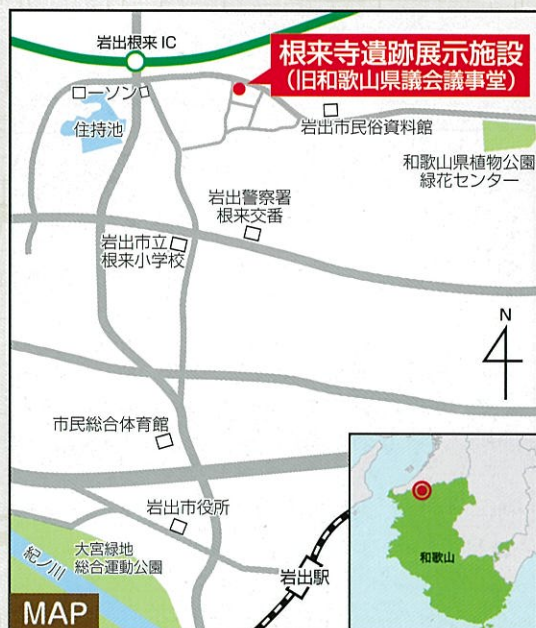 岩出根来 IC
根来寺遺跡展示施設
(旧和歌山県議会議事堂)
ローソン
住持池
岩出市民俗資料館
和歌山県植物公園
緑花センター
岩出警察署
根来交番
岩出市立
根来小学校
N
市民総合体育館
岩出市役所
大宮緑地
総合運動公園
紀ノ川
岩出駅
和歌山
MAP